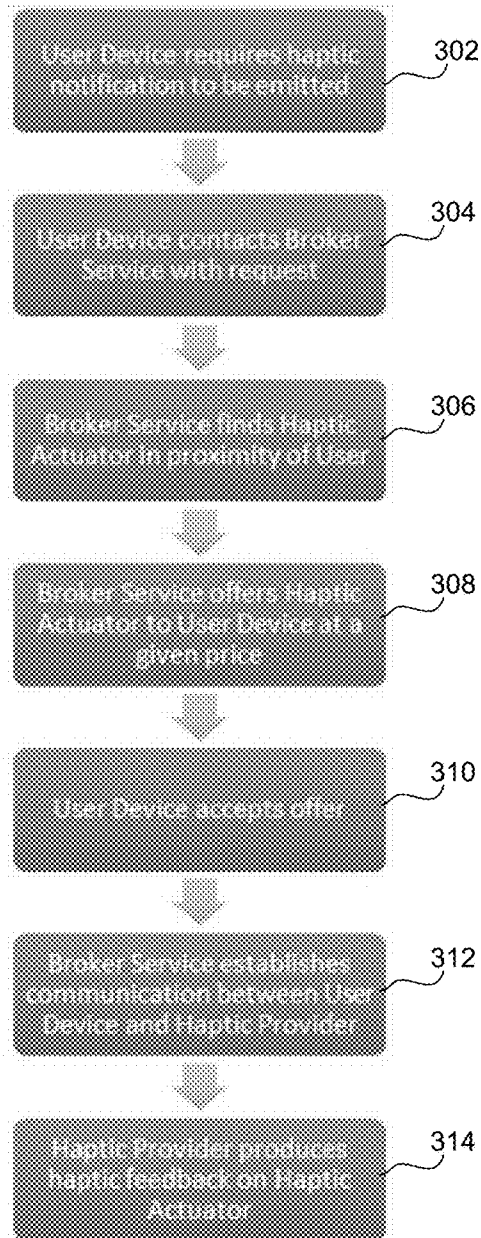 User Device requires haptic
notification to be emitted
302
User Device contacts Broker
Service with request
304
Broker Service finds Haptic
Actuator in proximity of User
306
Broker Service offers Haptic
Actuator to User Device at a
given price
308
User Device accepts offer
310
Broker Service establishes
communication between User
Device and Haptic Provider
312
Haptic Provider produces
haptic feedback on Haptic
Actuator
314